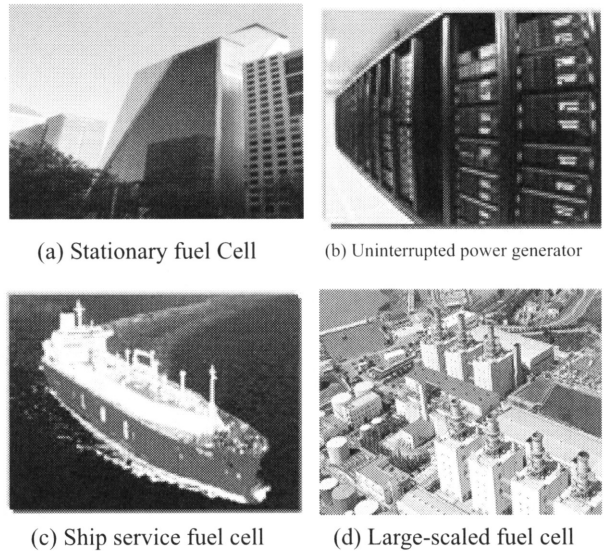 (a) Stationary fuel Cell
(b) Uninterrupted power generator
(c) Ship service fuel cell
(d) Large-scaled fuel cell